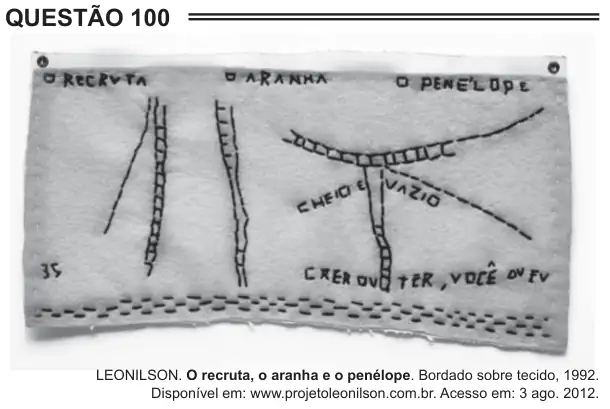 QUESTÃO 100
O RECRUTA O ARANHA O PENÉLOPE
CHEIO E VAZIO
35 CRER OU TER, VOCÊ OU EU
LEONILSON. O recruta, o aranha e o penélope. Bordado sobre tecido, 1992.
Disponível em: www.projetoleonilson.com.br. Acesso em: 3 ago. 2012.